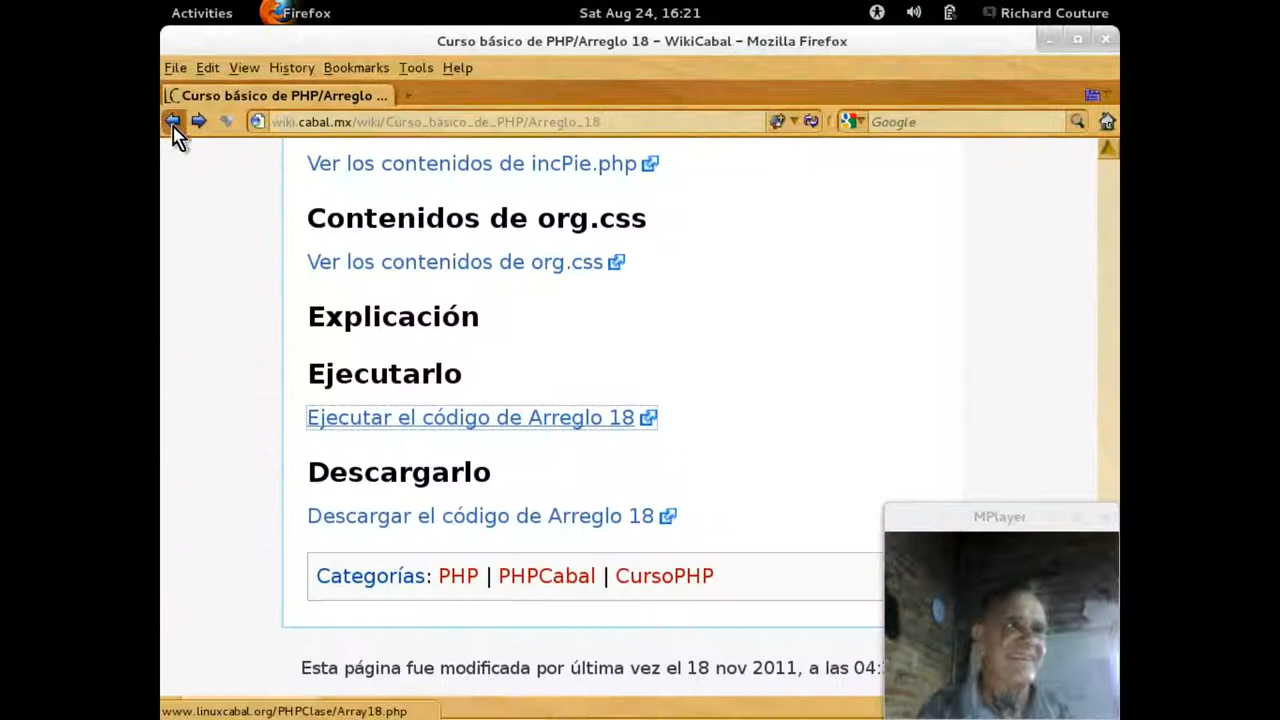 Activities Firefox Sat Aug 24, 16:21 Richard Couture
Curso básico de PHP/Arreglo 18 - WikiCabal - Mozilla Firefox
File Edit View History Bookmarks Tools Help
Curso básico de PHP/Arreglo ...
wiki.cabal.mx/wiki/Curso_básico_de_PHP/Arreglo_18 Google
Ver los contenidos de incPie.php
Contenidos de org.css
Ver los contenidos de org.css
Explicación
Ejecutarlo
Ejecutar el código de Arreglo 18
Descargarlo
Descargar el código de Arreglo 18
MPlayer
Categorías: PHP | PHPCabal | CursoPHP
Esta página fue modificada por última vez el 18 nov 2011, a las 04:
www.linuxcabal.org/PHPClase/Array18.php